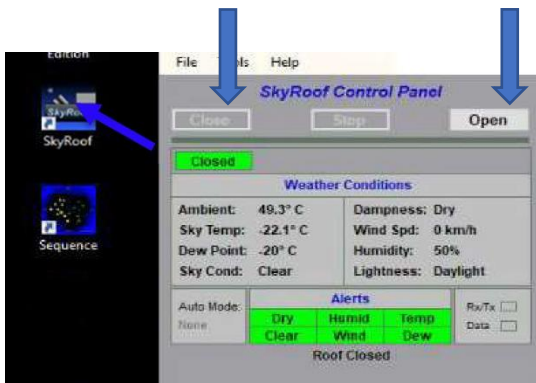 Edition
SkyRoof
SkyRoof
Sequence
File Tools Help
SkyRoof Control Panel
Close Stop Open
Closed
Weather Conditions
Ambient: 49.3° C Dampness: Dry
Sky Temp: -22.1° C Wind Spd: 0 km/h
Dew Point: -20° C Humidity: 50%
Sky Cond: Clear Lightness: Daylight
Auto Mode: Alerts Rx/Tx
None Dry Humid Temp Data
Clear Wind Dew
Roof Closed